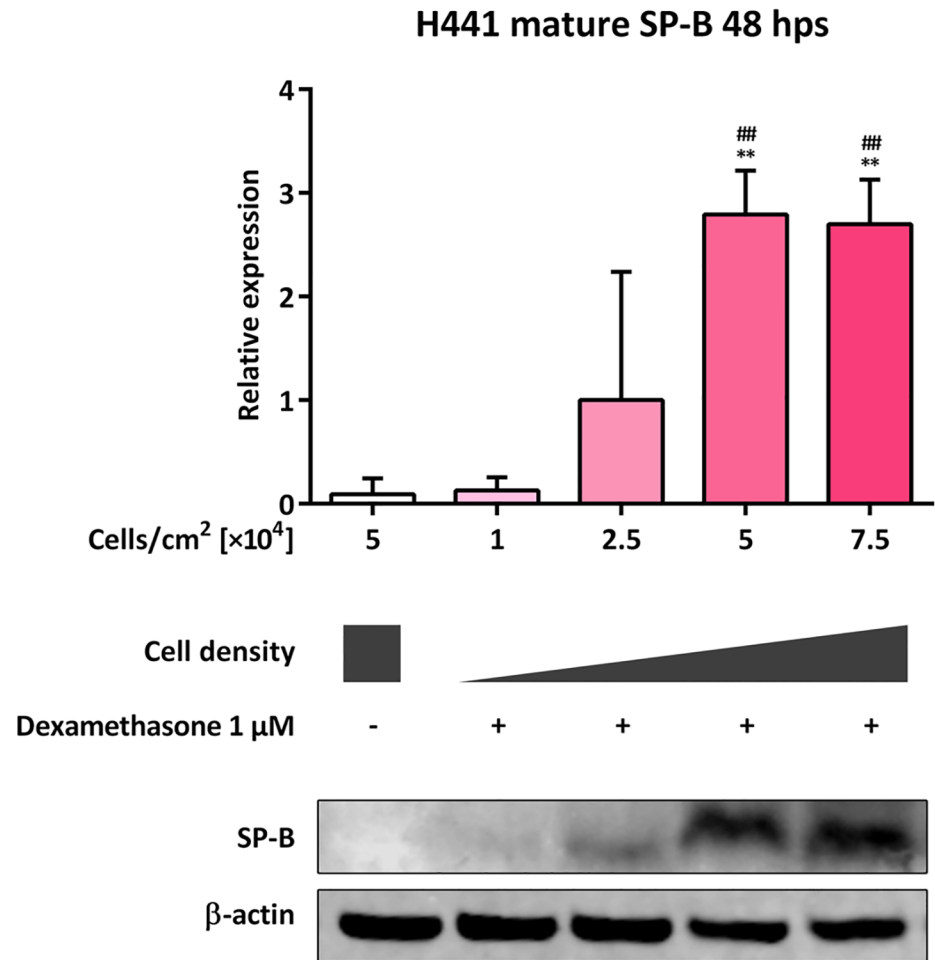 H441 mature SP-B 48 hps
Relative expression
4
3
2
1
0
## ##
** **
Cells/cm² [×10⁴] 5 1 2.5 5 7.5
Cell density
Dexamethasone 1 μM - + + + +
SP-B
β-actin